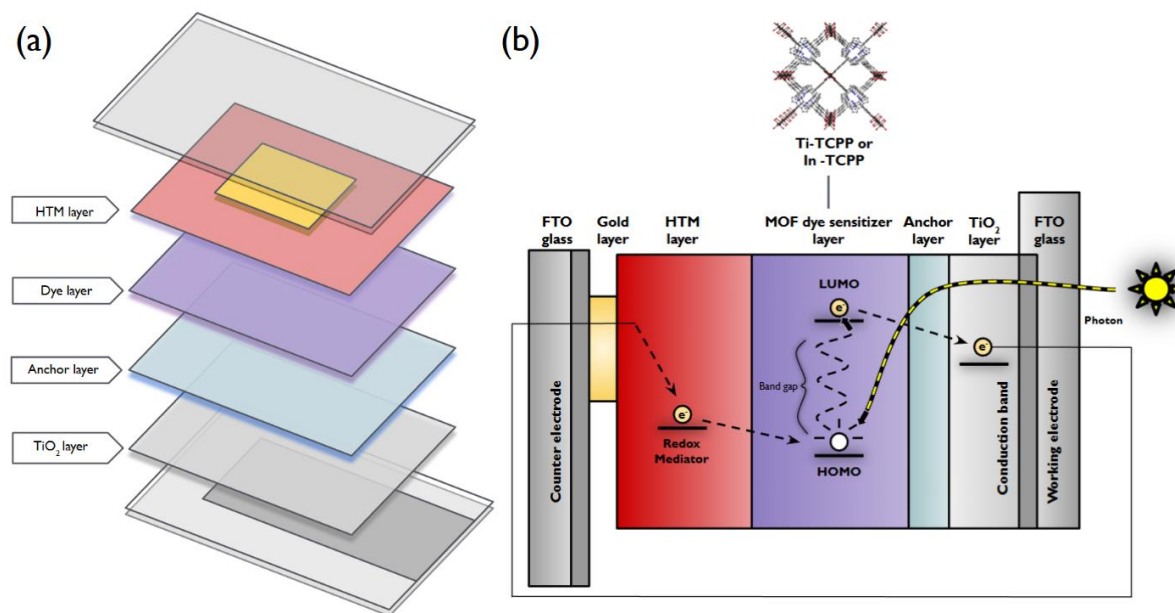 (a)
HTM layer
Dye layer
Anchor layer
TiO2 layer
(b)
Ti-TCPP or
In -TCPP
FTO
glass
Gold
layer
HTM
layer
MOF dye sensitizer
layer
Anchor
layer
TiO2
layer
FTO
glass
LUMO
e-
e-
Photon
Band gap
e-
Redox
Mediator
HOMO
Counter electrode
Conduction band
Working electrode